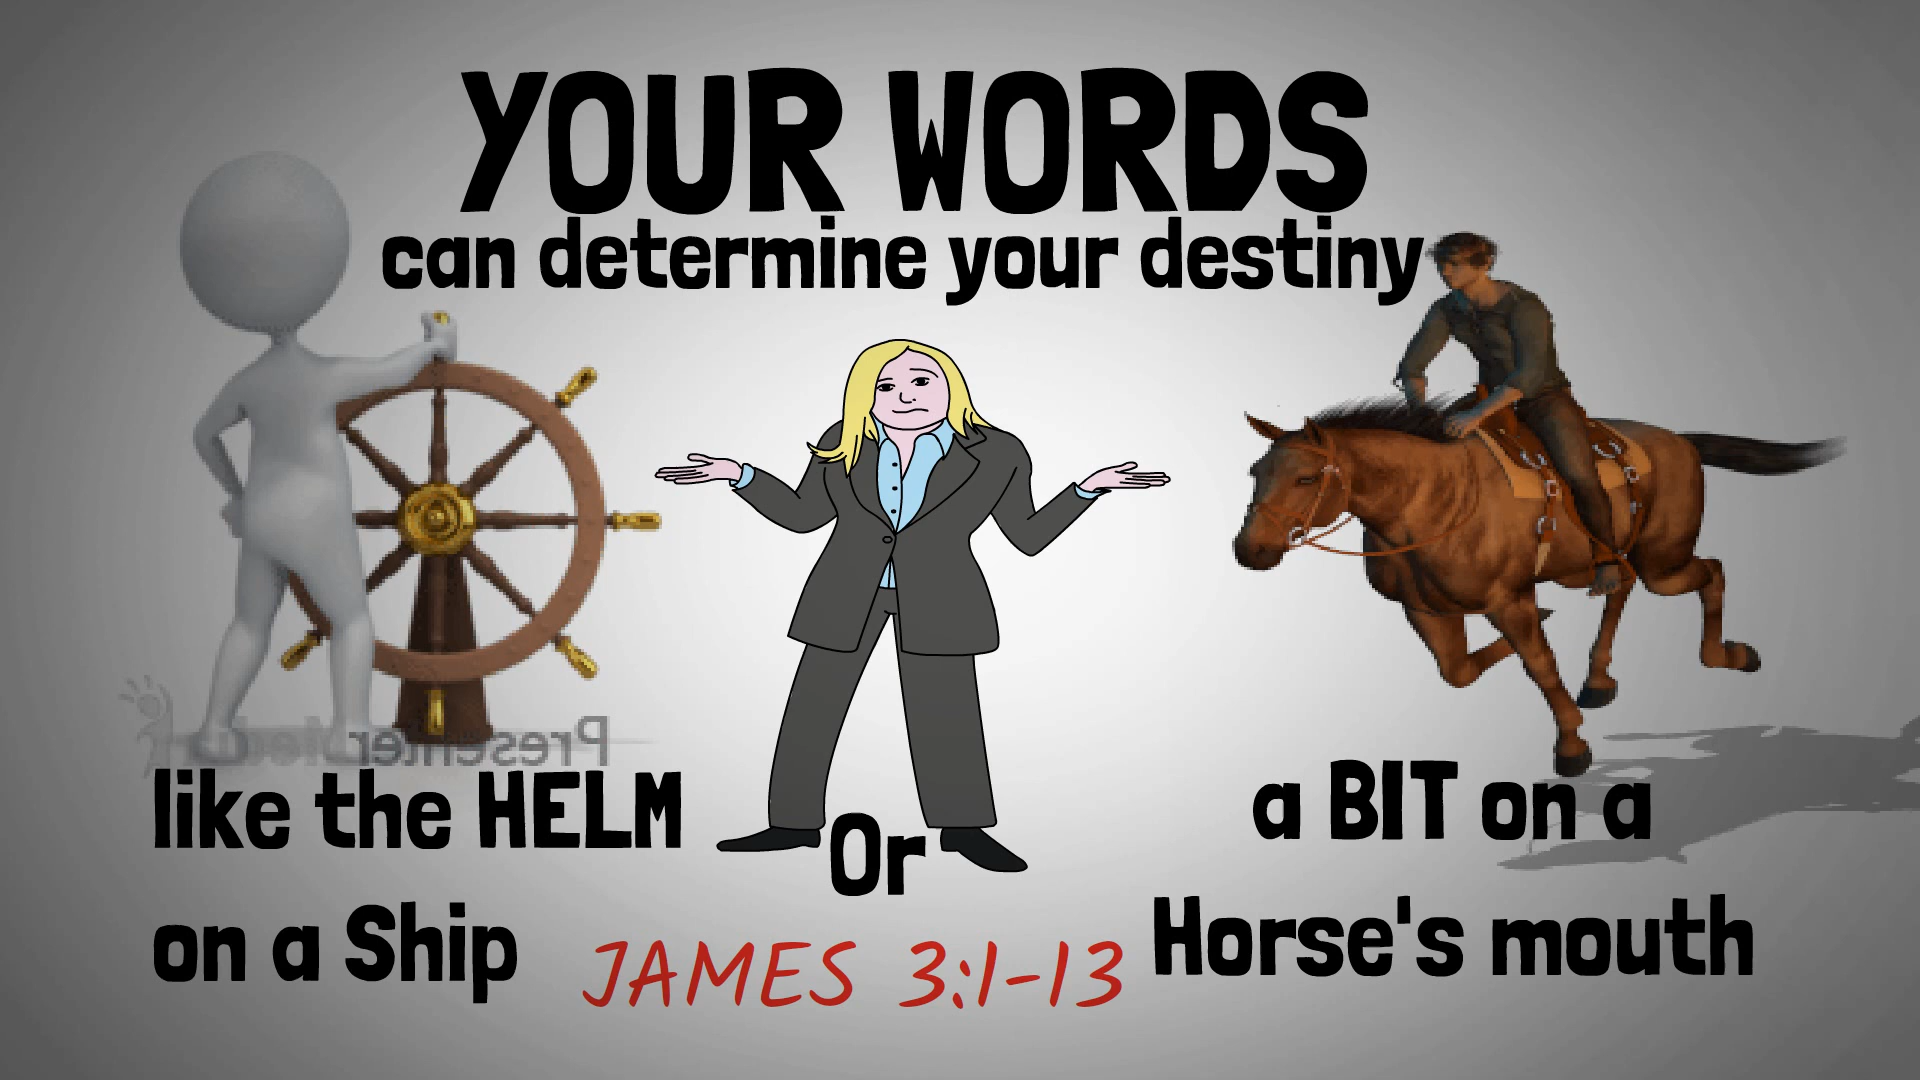 YOUR WORDS
can determine your destiny
PresenterMedia
like the HELM
on a Ship
Or
a BIT on a
Horse's mouth
JAMES 3:1-13